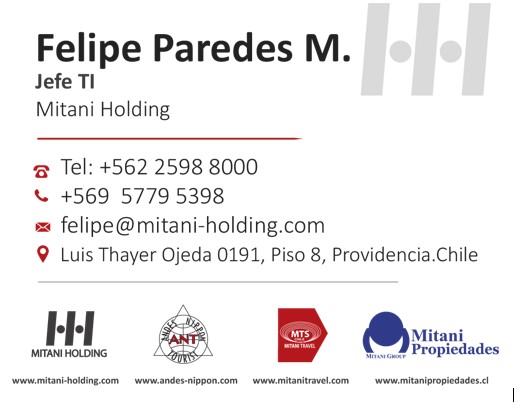 Felipe Paredes M.
Jefe TI
Mitani Holding
Tel: +562 2598 8000
+569 5779 5398
felipe@mitani-holding.com
Luis Thayer Ojeda 0191, Piso 8, Providencia.Chile
MITANI HOLDING
ANDES NIPPON
ANT
TOURIST
MTS
CHILE
MITANI TRAVEL
MITANI GROUP
Mitani
Propiedades
www.mitani-holding.com www.andes-nippon.com www.mitanitravel.com www.mitanipropiedades.cl